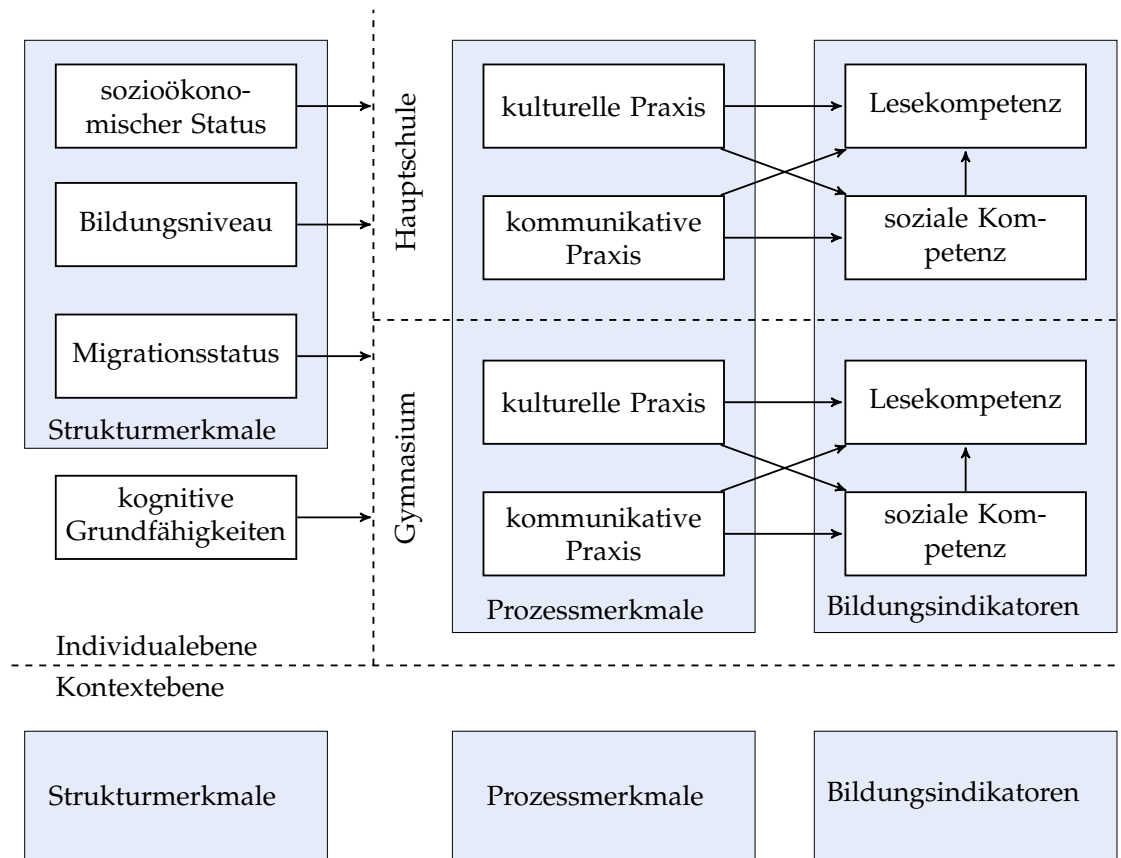 sozioökono-
mischer Status
Bildungsniveau
Migrationsstatus
Strukturmerkmale
kognitive
Grundfähigkeiten
Hauptschule
kulturelle Praxis
kommunikative
Praxis
Lesekompetenz
soziale Kom-
petenz
Gymnasium
kulturelle Praxis
kommunikative
Praxis
Prozessmerkmale
Lesekompetenz
soziale Kom-
petenz
Bildungsindikatoren
Individualebene
Kontextebene
Strukturmerkmale
Prozessmerkmale
Bildungsindikatoren